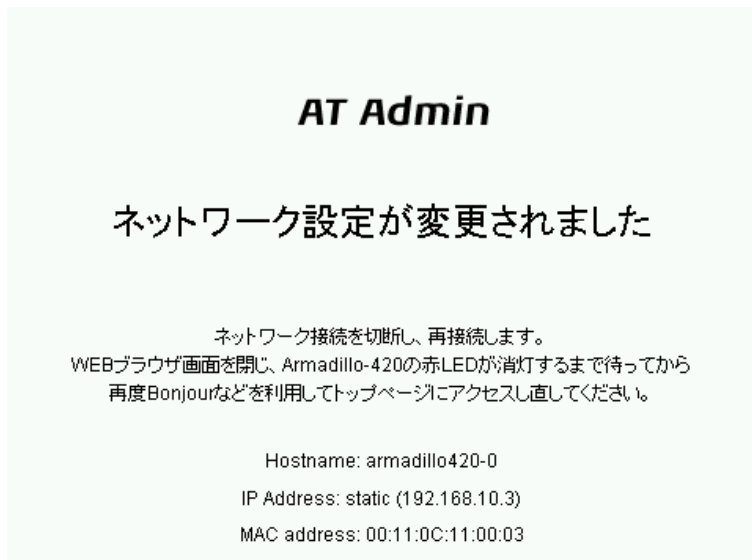 AT Admin
ネットワーク設定が変更されました
ネットワーク接続を切断し、再接続します。
WEBブラウザ画面を閉じ、Armadillo-420の赤LEDが消灯するまで待ってから
再度Bonjourなどを利用してトップページにアクセスし直してください。
Hostname: armadillo420-0
IP Address: static (192.168.10.3)
MAC address: 00:11:0C:11:00:03